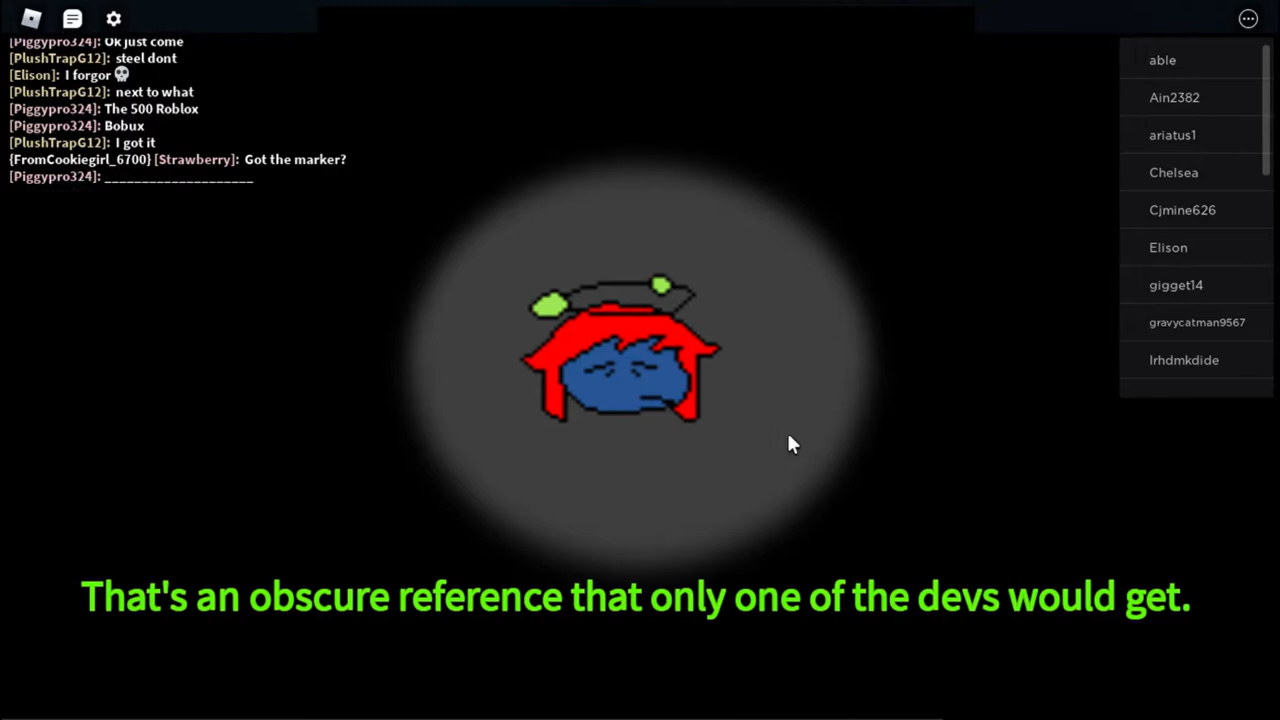 [Piggypro324]: Ok just come
[PlushTrapG12]: steel dont
[Elison]: I forgor 💀
[PlushTrapG12]: next to what
[Piggypro324]: The 500 Roblox
[Piggypro324]: Bobux
[PlushTrapG12]: I got it
{FromCookiegirl_6700} [Strawberry]: Got the marker?
[Piggypro324]: _____________________
able
Ain2382
ariatus1
Chelsea
Cjmine626
Elison
gigget14
gravycatman9567
lrhdmkdide
That's an obscure reference that only one of the devs would get.